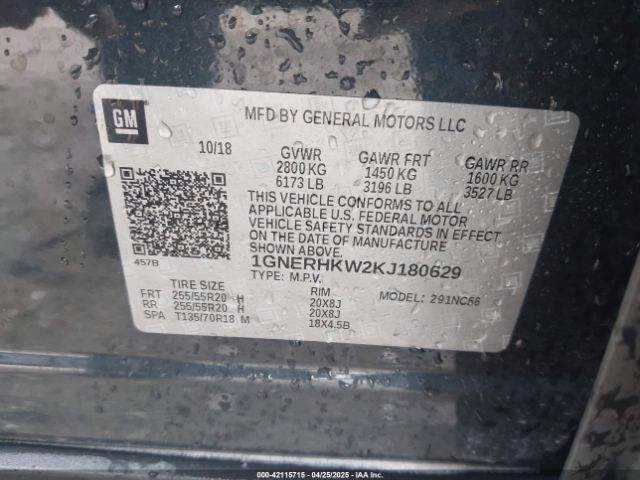 GM
MFD BY GENERAL MOTORS LLC
10/18 GVWR GAWR FRT GAWR RR
2800 KG 1450 KG 1600 KG
6173 LB 3196 LB 3527 LB
THIS VEHICLE CONFORMS TO ALL
APPLICABLE U.S. FEDERAL MOTOR
VEHICLE SAFETY STANDARDS IN EFFECT
ON THE DATE OF MANUFACTURE
SHOWN ABOVE.
457B
1GNERHKW2KJ180629
TYPE: M.P.V.
TIRE SIZE RIM MODEL: 291NC56
FRT 255/55R20 H 20X8J
RR 255/55R20 H 20X8J
SPA T135/70R18 M 18X4.5B
000-42115715 - 04/25/2025 - IAA, LLC.